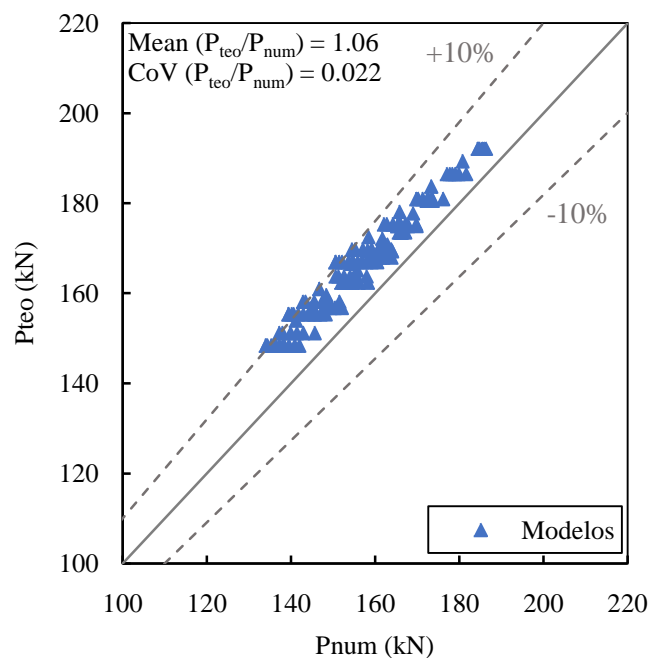 Mean (Pteo/Pnum) = 1.06
CoV (Pteo/Pnum) = 0.022
+10%
-10%
220
200
180
160
140
120
100
Pteo (kN)
Modelos
100 120 140 160 180 200 220
Pnum (kN)